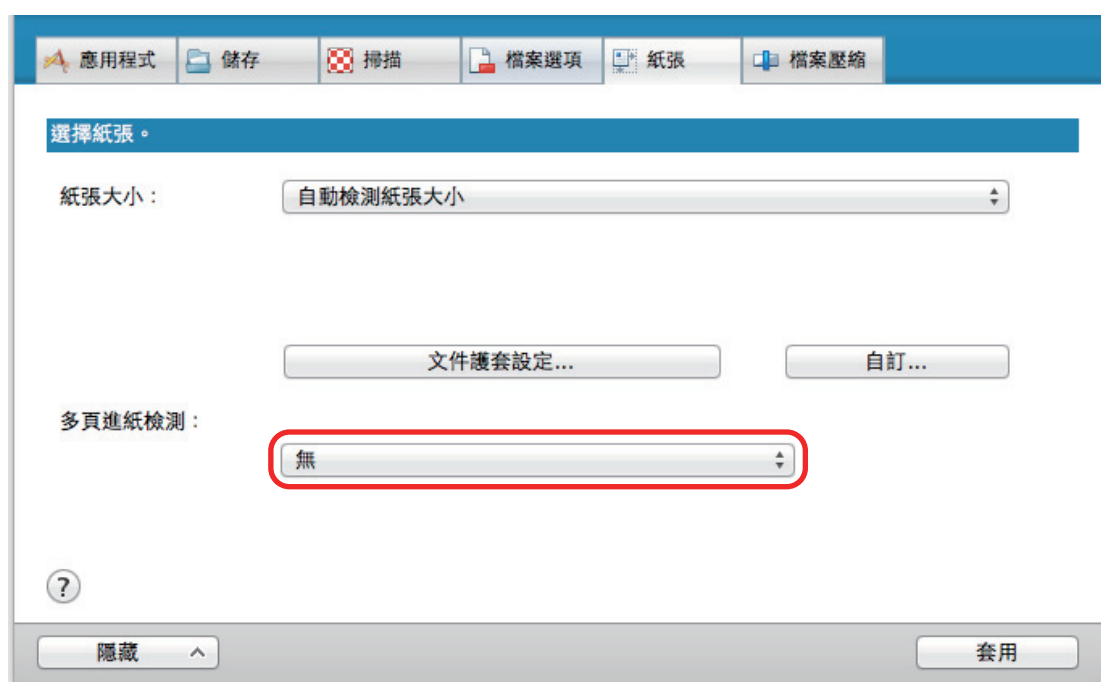 應用程式 儲存 掃描 檔案選項 紙張 檔案壓縮
選擇紙張。
紙張大小： 自動檢測紙張大小
文件護套設定... 自訂...
多頁進紙檢測：
無
?
隱藏 套用